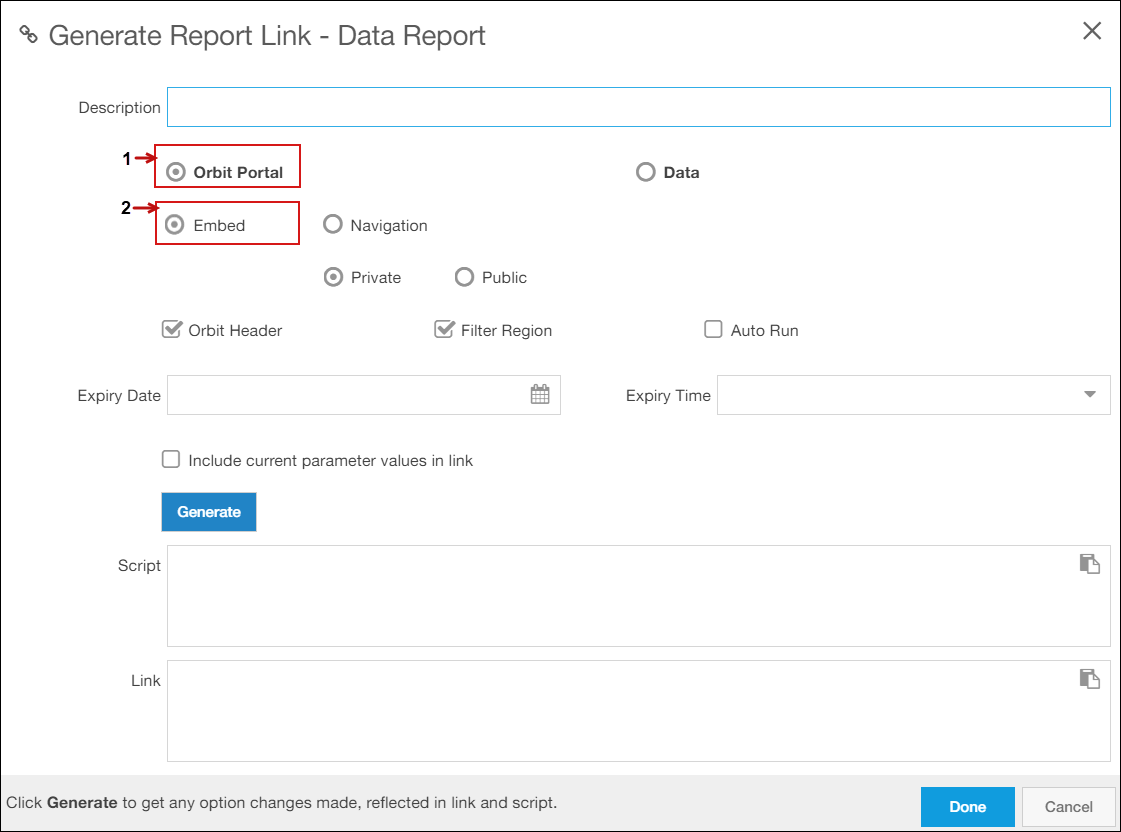 Generate Report Link - Data Report
Description
1 Orbit Portal Data
2 Embed Navigation
Private Public
Orbit Header Filter Region Auto Run
Expiry Date Expiry Time
Include current parameter values in link
Generate
Script
Link
Click Generate to get any option changes made, reflected in link and script.
Done Cancel